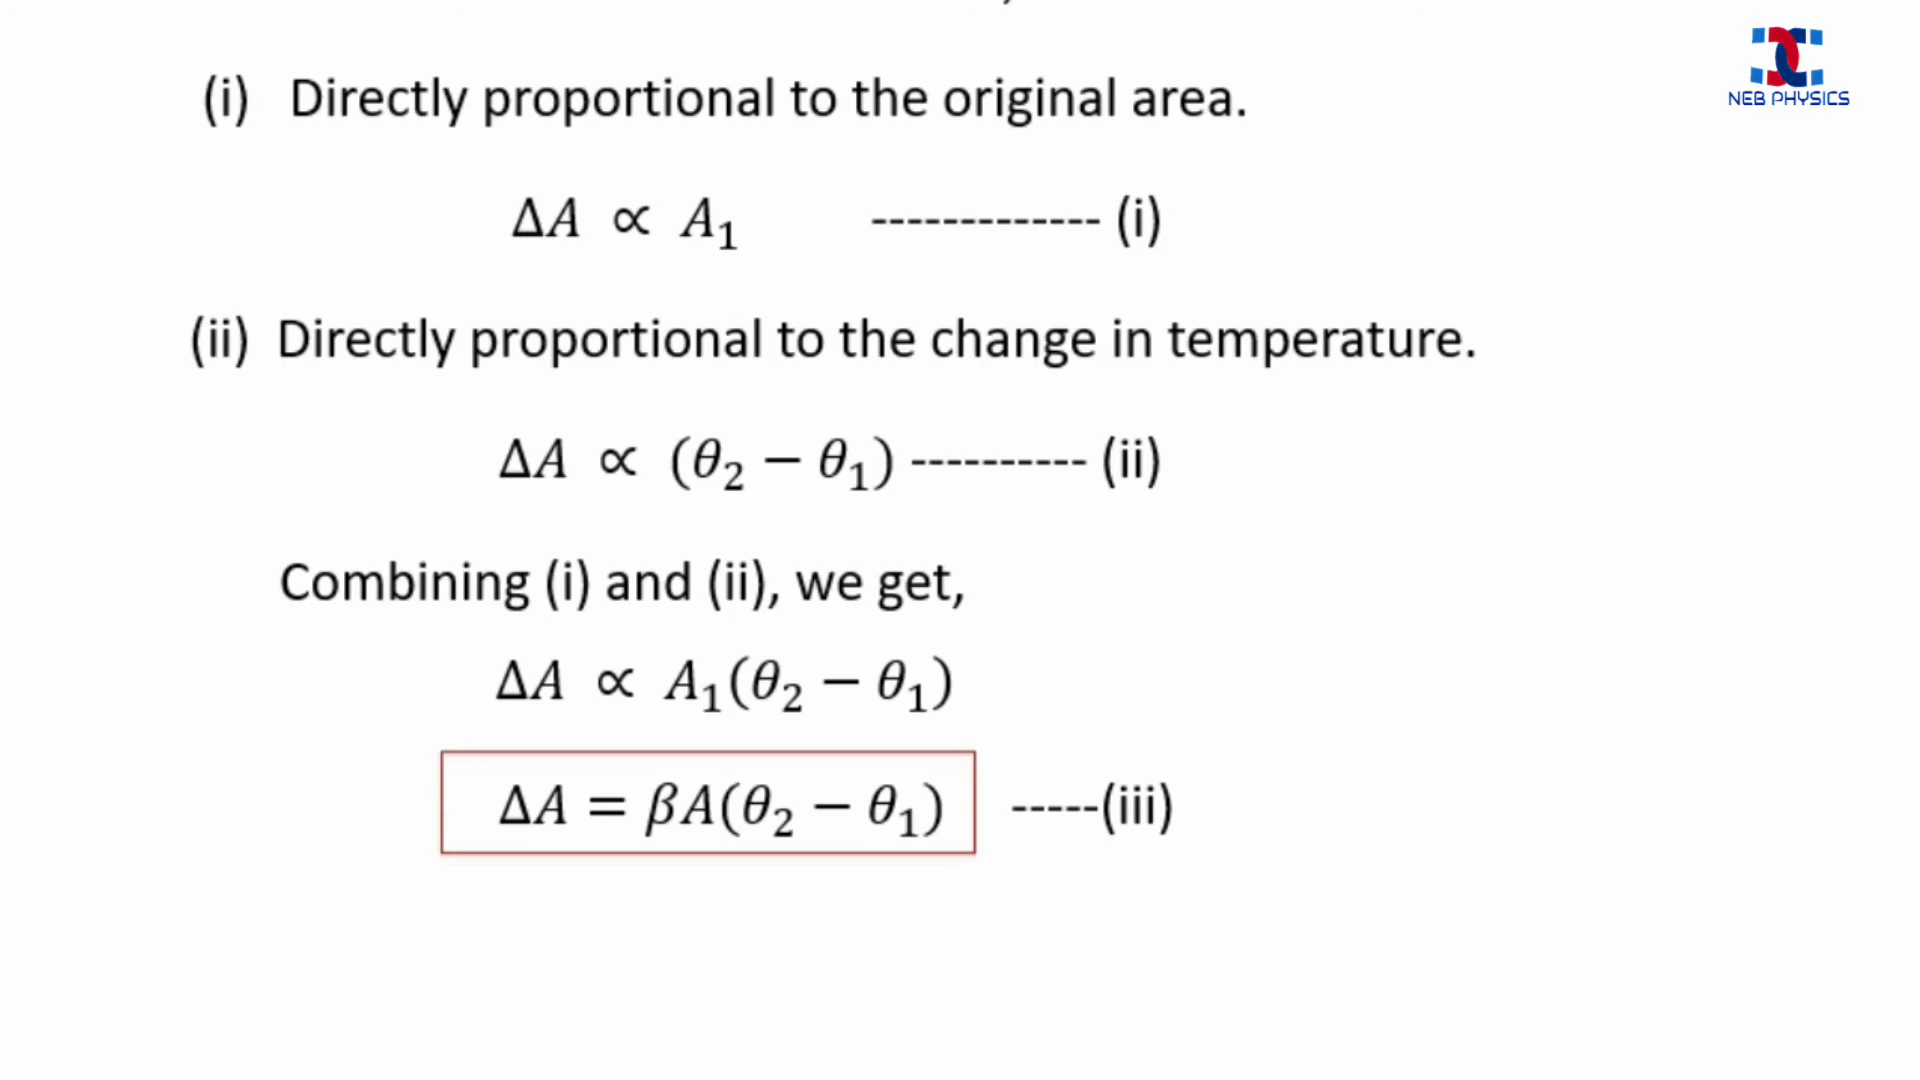 NEB PHYSICS
(i) Directly proportional to the original area.
ΔA ∝ A₁ ------------- (i)
(ii) Directly proportional to the change in temperature.
ΔA ∝ (θ₂ − θ₁) ---------- (ii)
Combining (i) and (ii), we get,
ΔA ∝ A₁(θ₂ − θ₁)
ΔA = βA(θ₂ − θ₁) -----(iii)